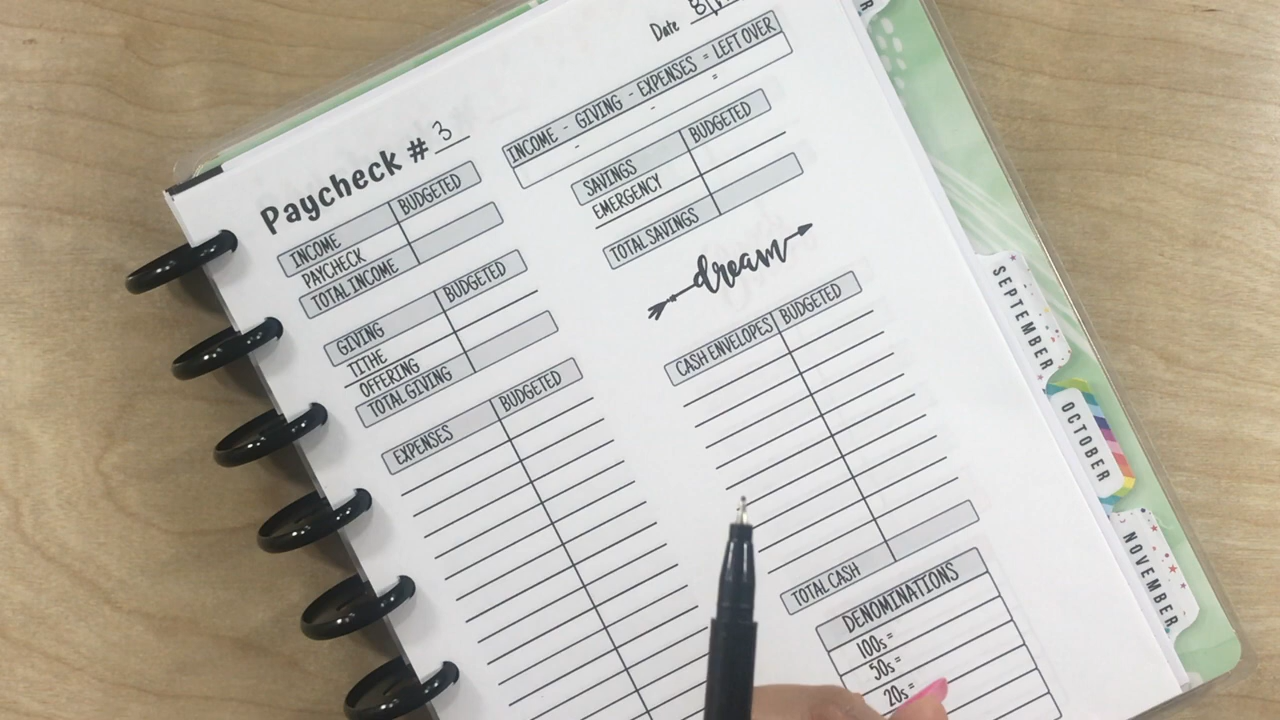 Date
Paycheck # 3
INCOME - GIVING - EXPENSES = LEFT OVER
- - =
INCOME BUDGETED
PAYCHECK
TOTAL INCOME
GIVING BUDGETED
TITHE
OFFERING
TOTAL GIVING
EXPENSES BUDGETED
SAVINGS BUDGETED
EMERGENCY
TOTAL SAVINGS
dream
CASH ENVELOPES BUDGETED
TOTAL CASH
DENOMINATIONS
100s=
50s=
20s=
SEPTEMBER
OCTOBER
NOVEMBER